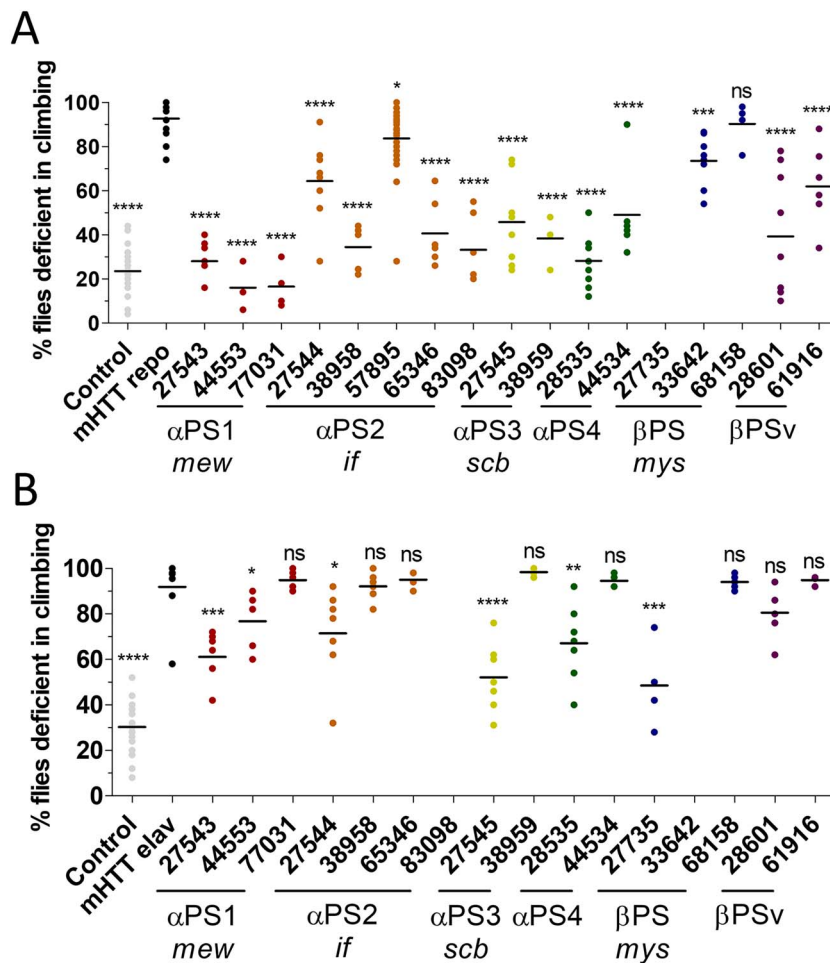 A
% flies deficient in climbing
100
80
60
40
20
0
**** **** **** **** **** **** * **** **** **** **** **** **** *** ns **** ****
Control mHTT repo 27543 44553 77031 27544 38958 57895 65346 83098 27545 38959 28535 44534 27735 33642 68158 28601 61916
αPS1 αPS2 αPS3 αPS4 βPS βPSv
mew if scb mys
B
% flies deficient in climbing
100
80
60
40
20
0
**** *** * ns * ns ns **** ns ** ns *** ns ns ns
Control mHTT elav 27543 44553 77031 27544 38958 65346 83098 27545 38959 28535 44534 27735 33642 68158 28601 61916
αPS1 αPS2 αPS3 αPS4 βPS βPSv
mew if scb mys